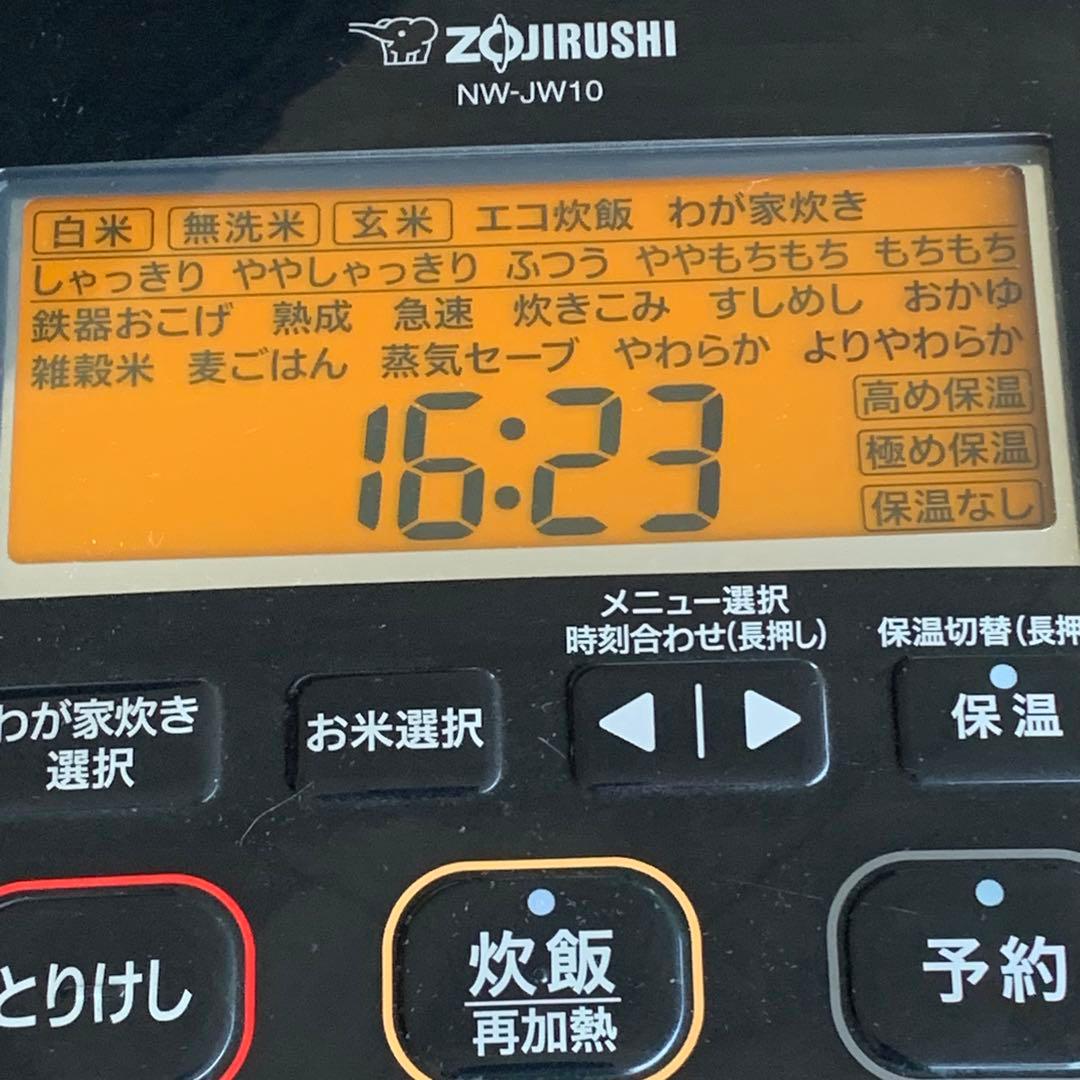 ZOJIRUSHI
NW-JW10
白米 無洗米 玄米 エコ炊飯 わが家炊き
しゃっきり ややしゃっきり ふつう ややもちもち もちもち
鉄器おこげ 熟成 急速 炊きこみ すしめし おかゆ
雑穀米 麦ごはん 蒸気セーブ やわらか よりやわらか
高め保温
極め保温
保温なし
16:23
メニュー選択
時刻合わせ(長押し)
保温切替(長押
わが家炊き
選択
お米選択
保温
とりけし
炊飯
再加熱
予約